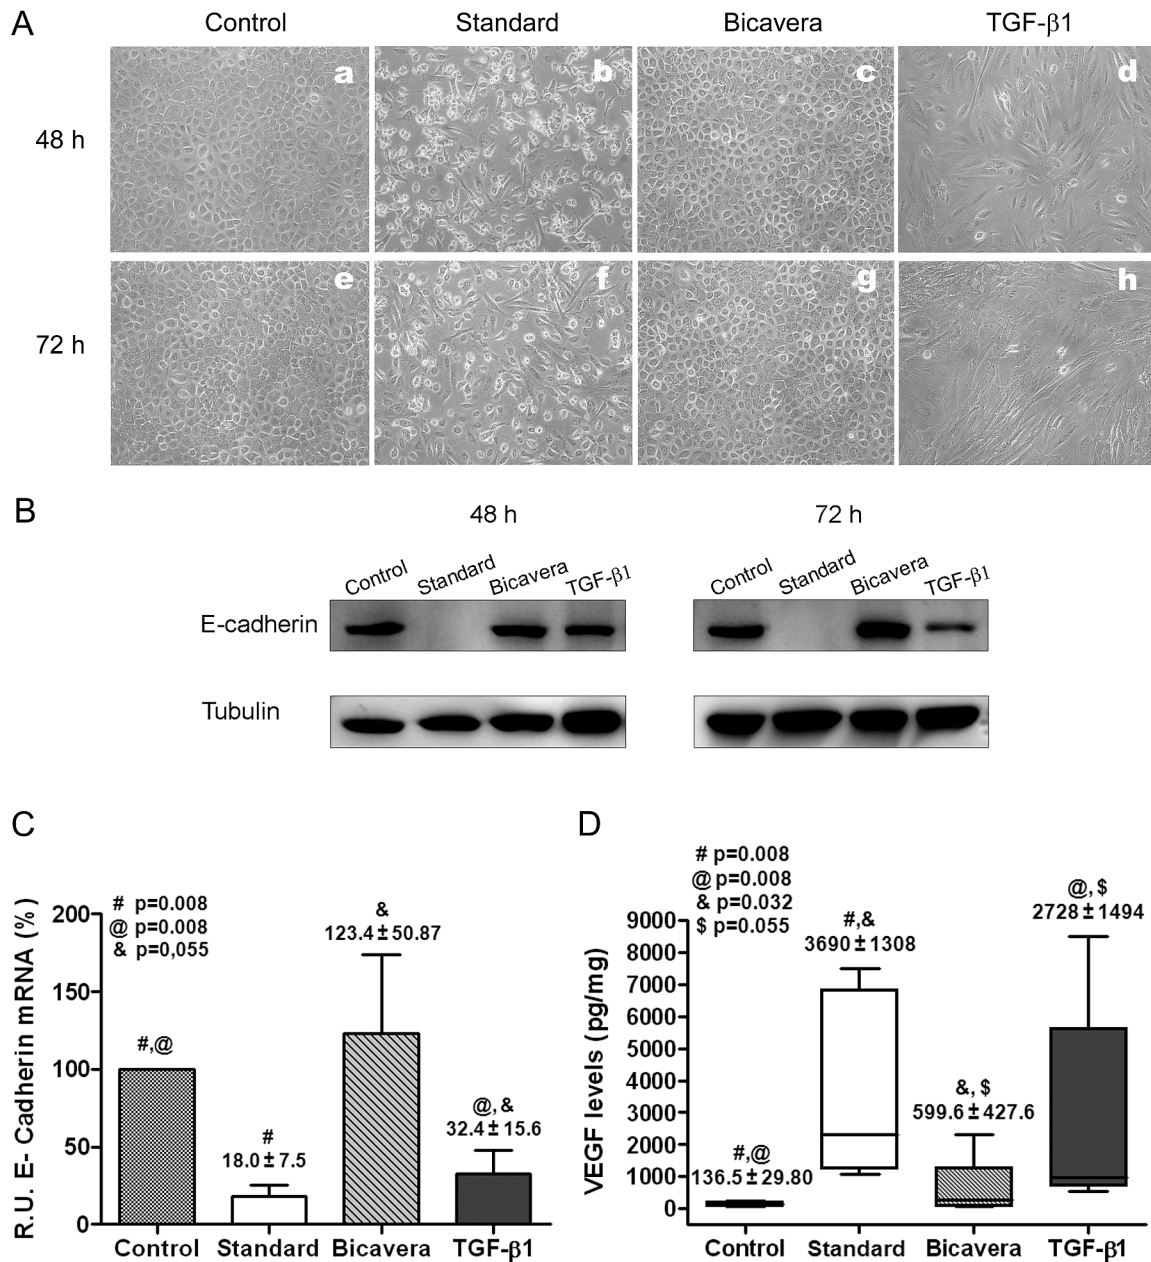 A
Control Standard Bicavera TGF-β1
48 h
a b c d
72 h
e f g h
B
48 h 72 h
Control Standard Bicavera TGF-β1 Control Standard Bicavera TGF-β1
E-cadherin
Tubulin
C
R.U. E- Cadherin mRNA (%)
# p=0.008
@ p=0.008
& p=0,055
200
150
100
50
0
#,@
#
18.0±7.5
&
123.4±50.87
@, &
32.4±15.6
Control Standard Bicavera TGF-β1
D
VEGF levels (pg/mg)
# p=0.008
@ p=0.008
& p=0.032
$ p=0.055
9000
8000
7000
6000
5000
4000
3000
2000
1000
0
#,@
136.5±29.80
#,&
3690±1308
&, $
599.6±427.6
@, $
2728±1494
Control Standard Bicavera TGF-β1